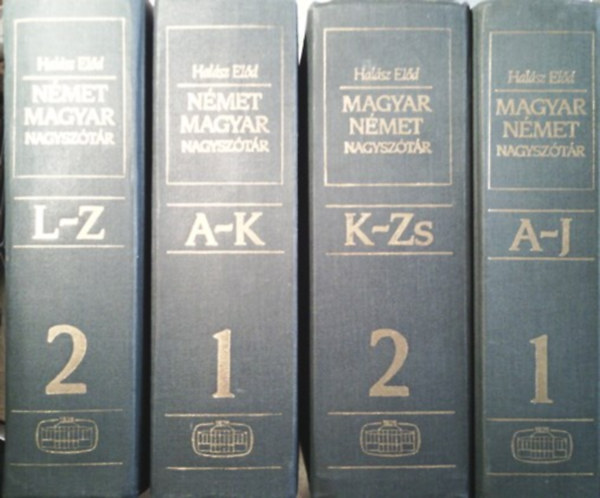 Halász Előd
NÉMET
MAGYAR
NAGYSZÓTÁR
L-Z
2
Halász Előd
NÉMET
MAGYAR
NAGYSZÓTÁR
A-K
1
Halász Előd
MAGYAR
NÉMET
NAGYSZÓTÁR
K-Zs
2
Halász Előd
MAGYAR
NÉMET
NAGYSZÓTÁR
A-J
1